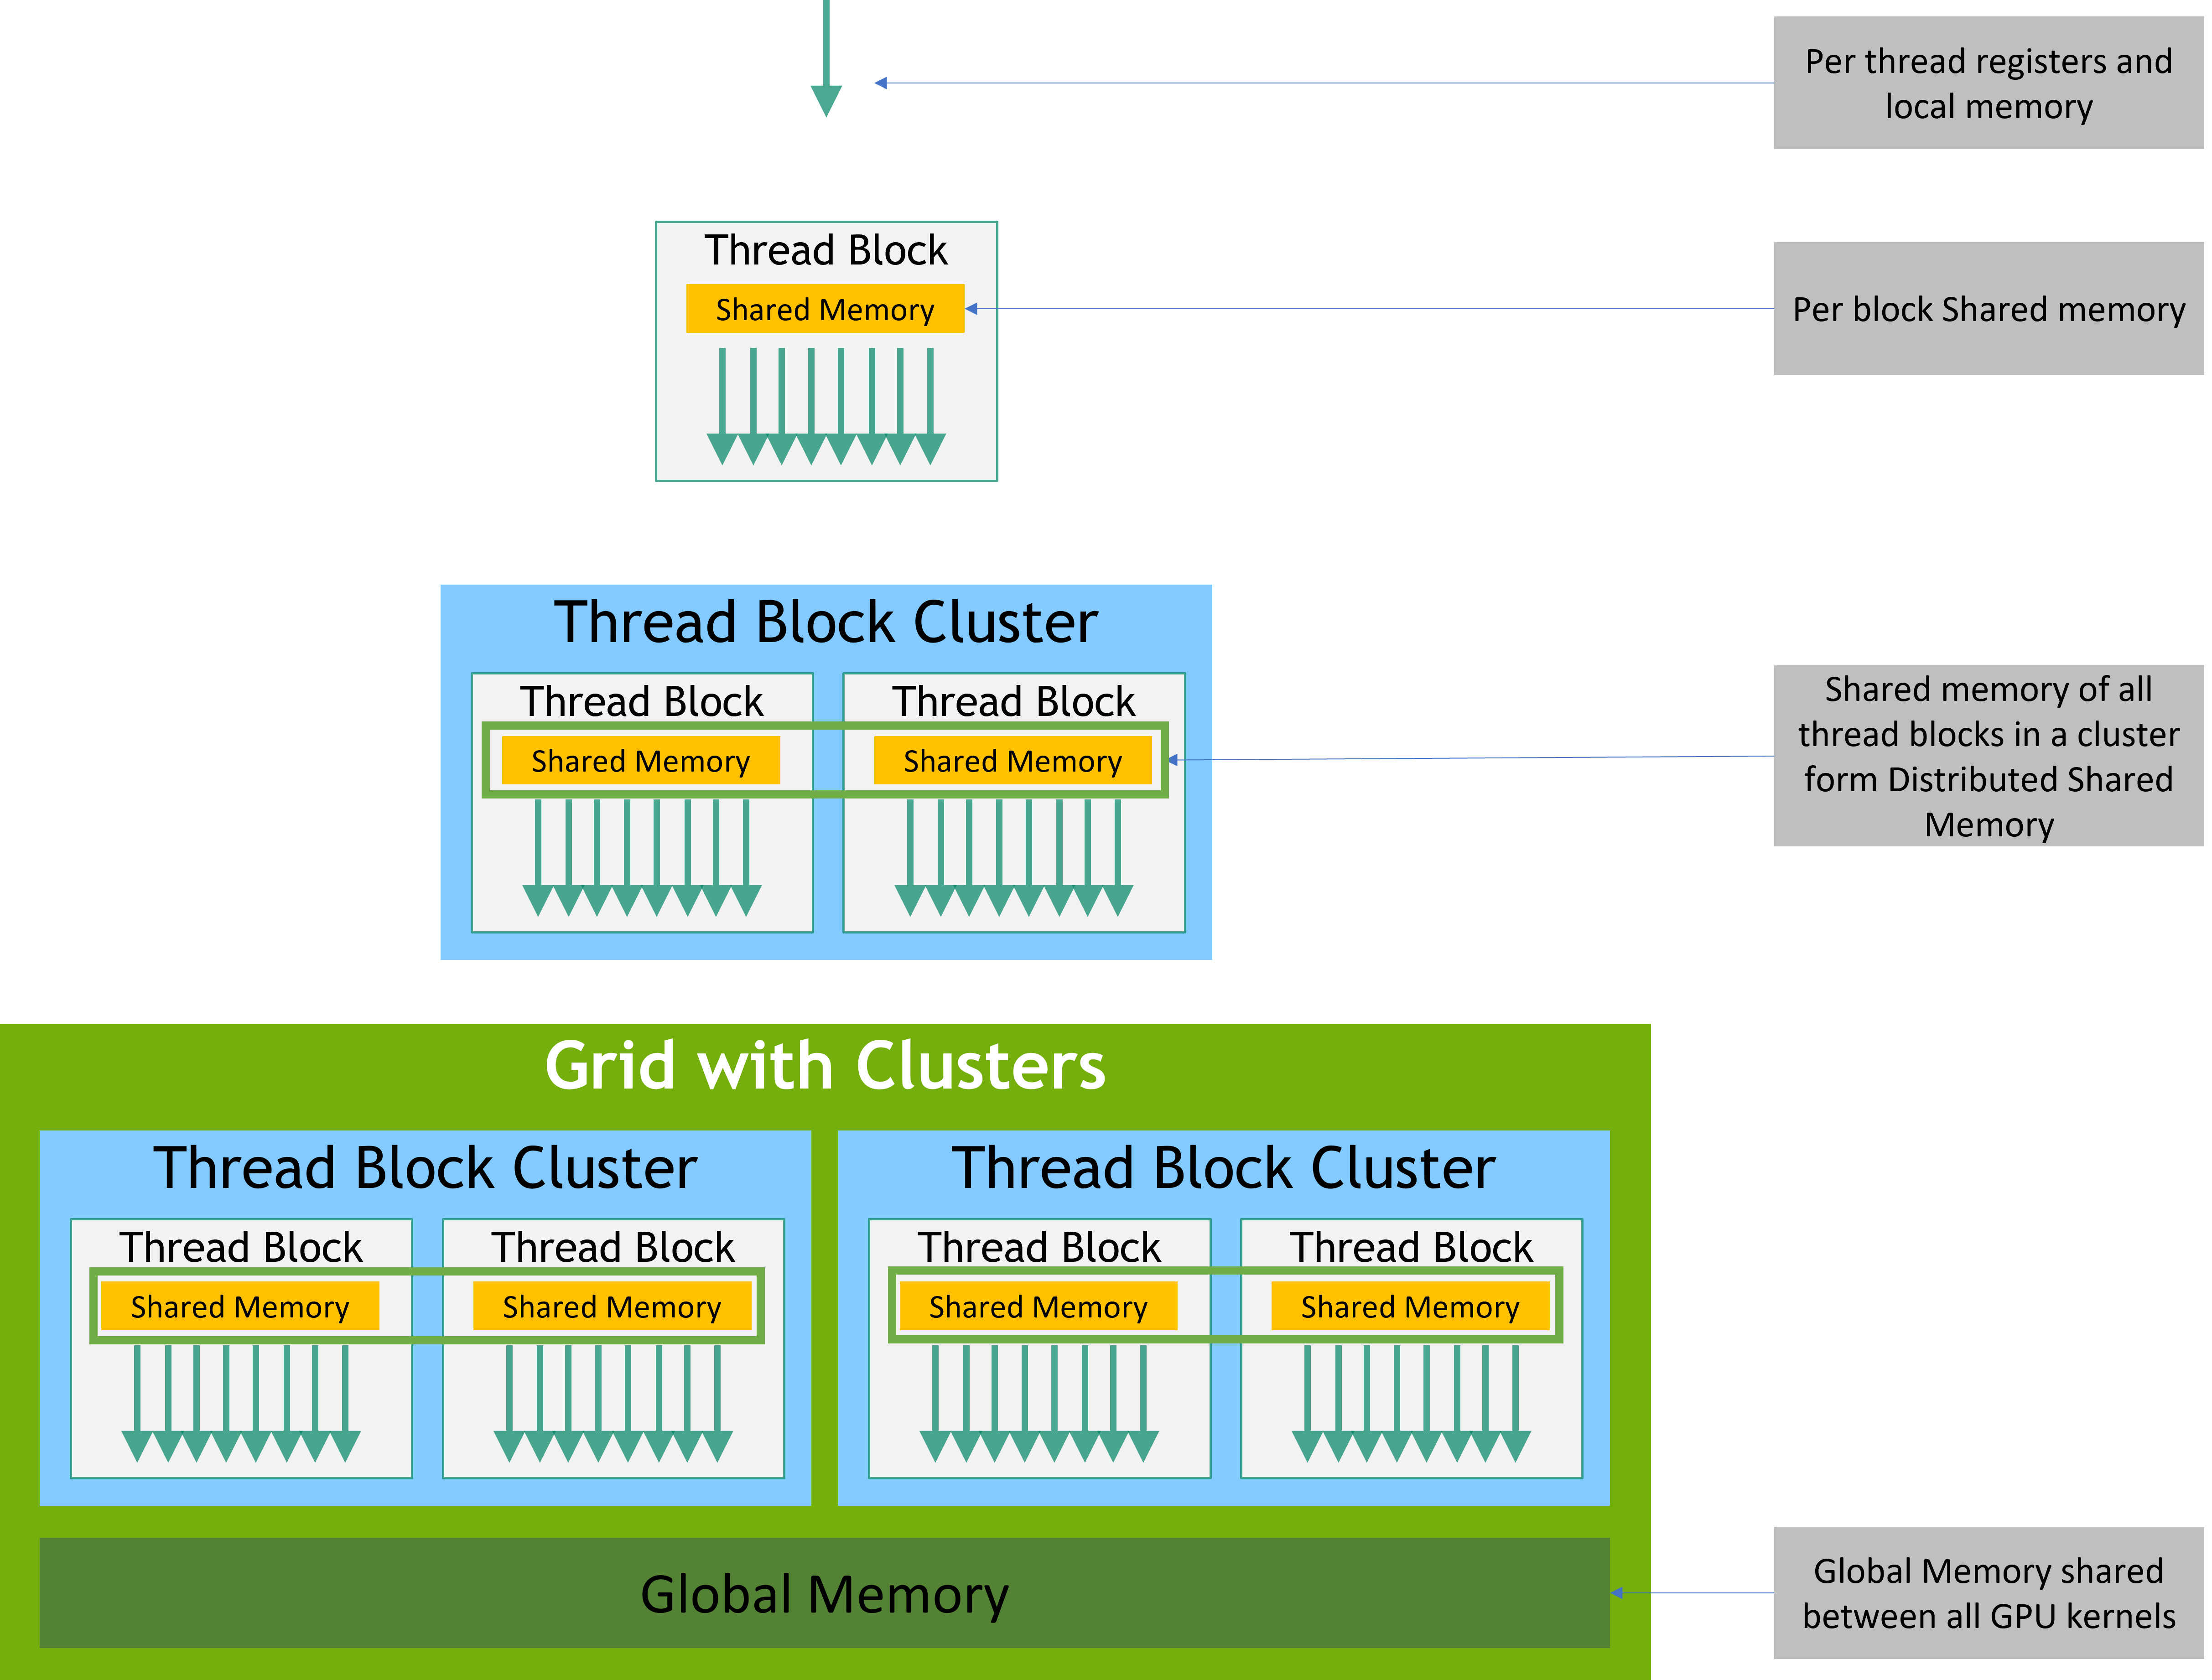 Per thread registers and
local memory
Thread Block
Shared Memory
Per block Shared memory
Thread Block Cluster
Thread Block
Thread Block
Shared Memory
Shared Memory
Shared memory of all
thread blocks in a cluster
form Distributed Shared
Memory
Grid with Clusters
Thread Block Cluster
Thread Block Cluster
Thread Block
Thread Block
Thread Block
Thread Block
Shared Memory
Shared Memory
Shared Memory
Shared Memory
Global Memory
Global Memory shared
between all GPU kernels